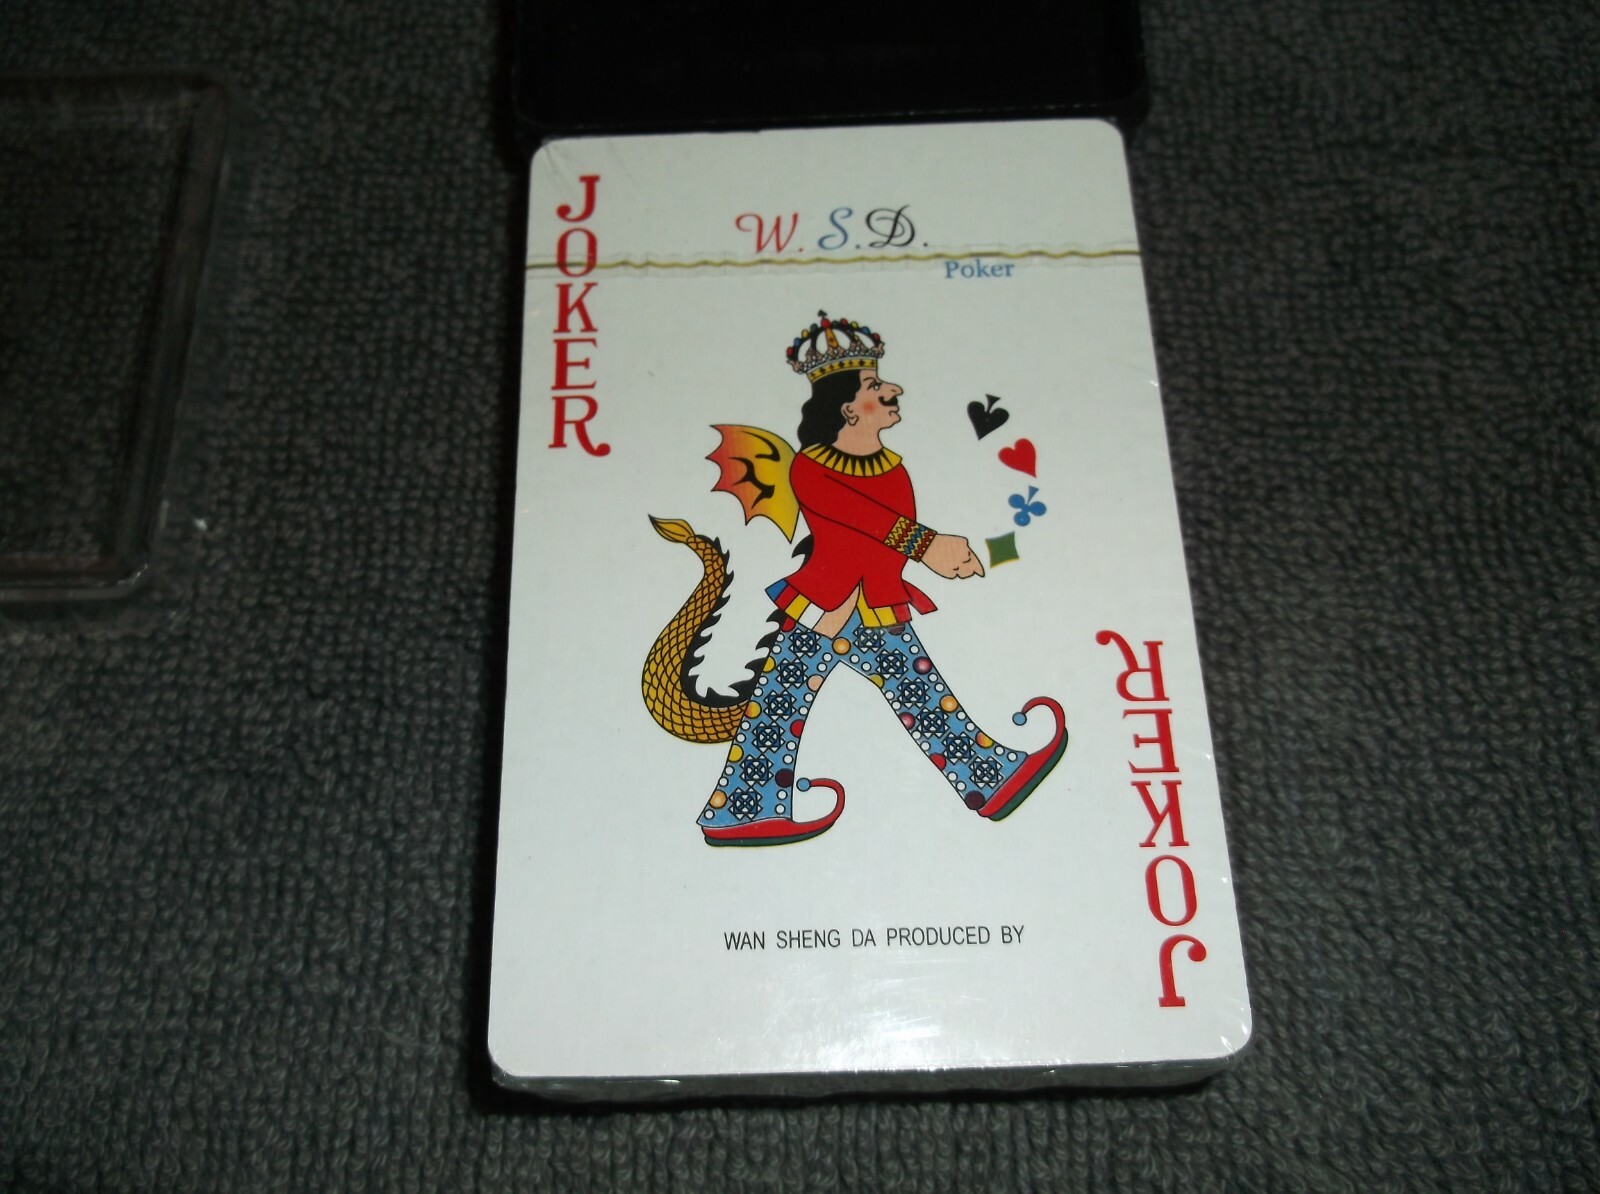 JOKER
W. S. D.
Poker
WAN SHENG DA PRODUCED BY
JOKER